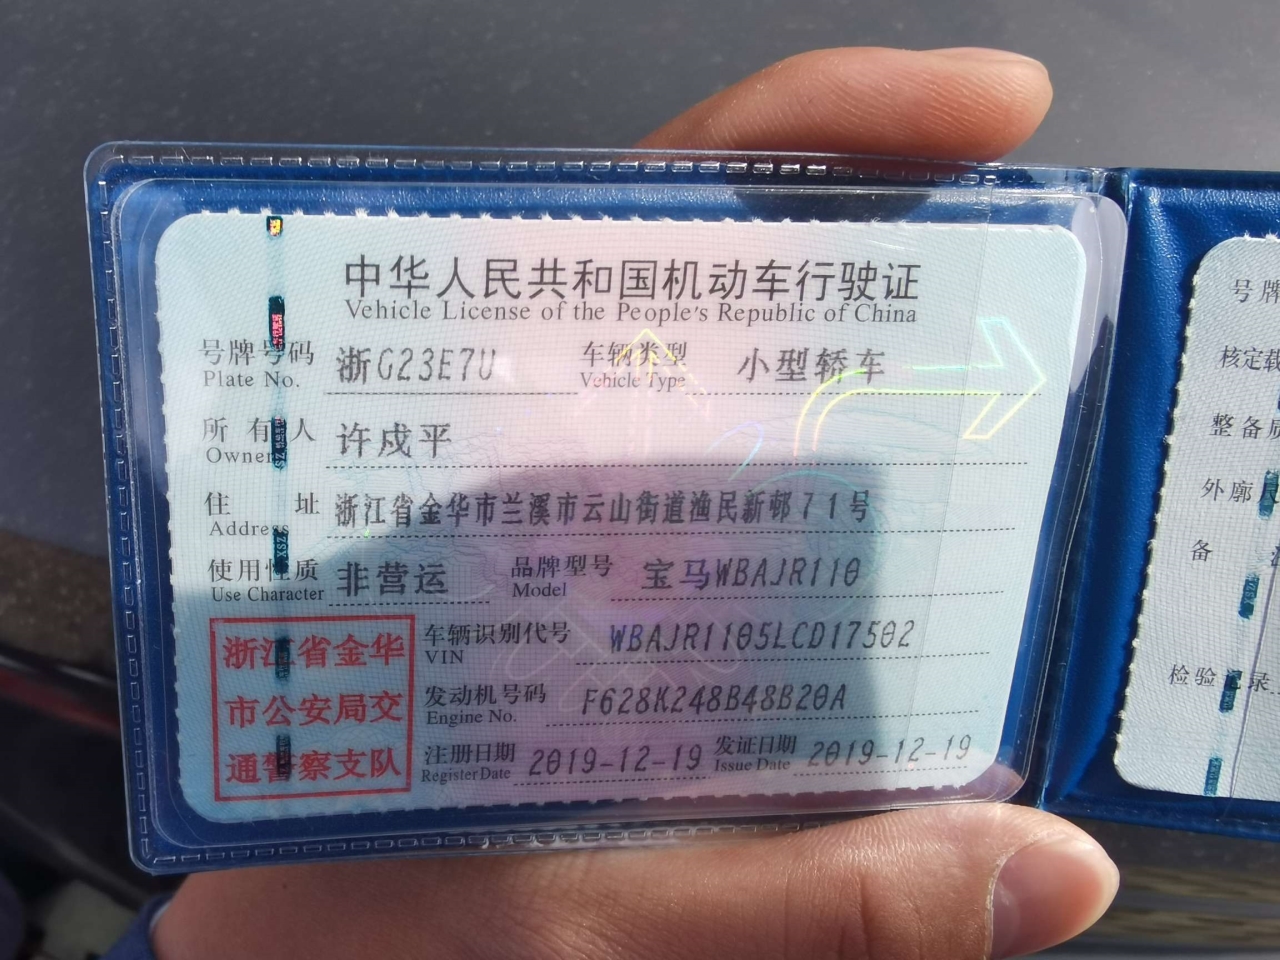 中华人民共和国机动车行驶证
Vehicle License of the People's Republic of China
号牌号码 浙G23E7U 车辆类型 小型轿车
Plate No. Vehicle Type
所有人 许戍平
Owner
住址 浙江省金华市兰溪市云山街道渔民新邨71号
Address
使用性质 非营运 品牌型号 宝马WBAJR110
Use Character Model
浙江省金华
市公安局交
通警察支队
车辆识别代号 WBAJR1105LCD17502
VIN
发动机号码 F628K248B48B20A
Engine No.
注册日期 2019-12-19 发证日期 2019-12-19
Register Date Issue Date
号牌
核定载
整备质
外廓尺
备
检验记录